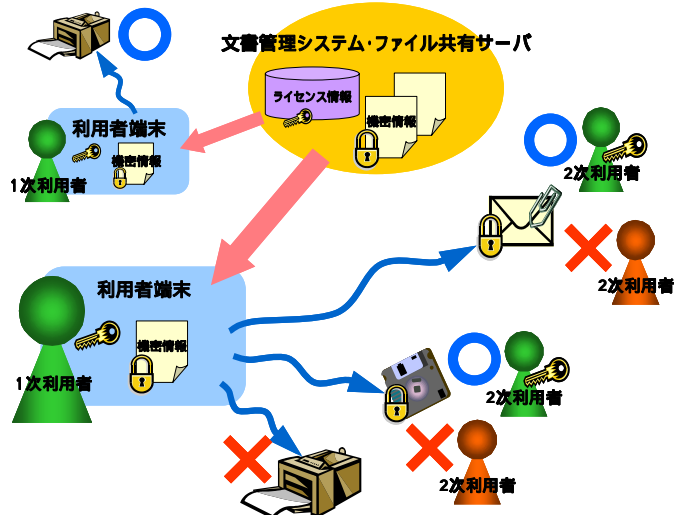 文書管理システム・ファイル共有サーバ
ライセンス情報
機密情報
利用者端末
機密情報
1次利用者
2次利用者
2次利用者
利用者端末
機密情報
1次利用者
2次利用者
2次利用者